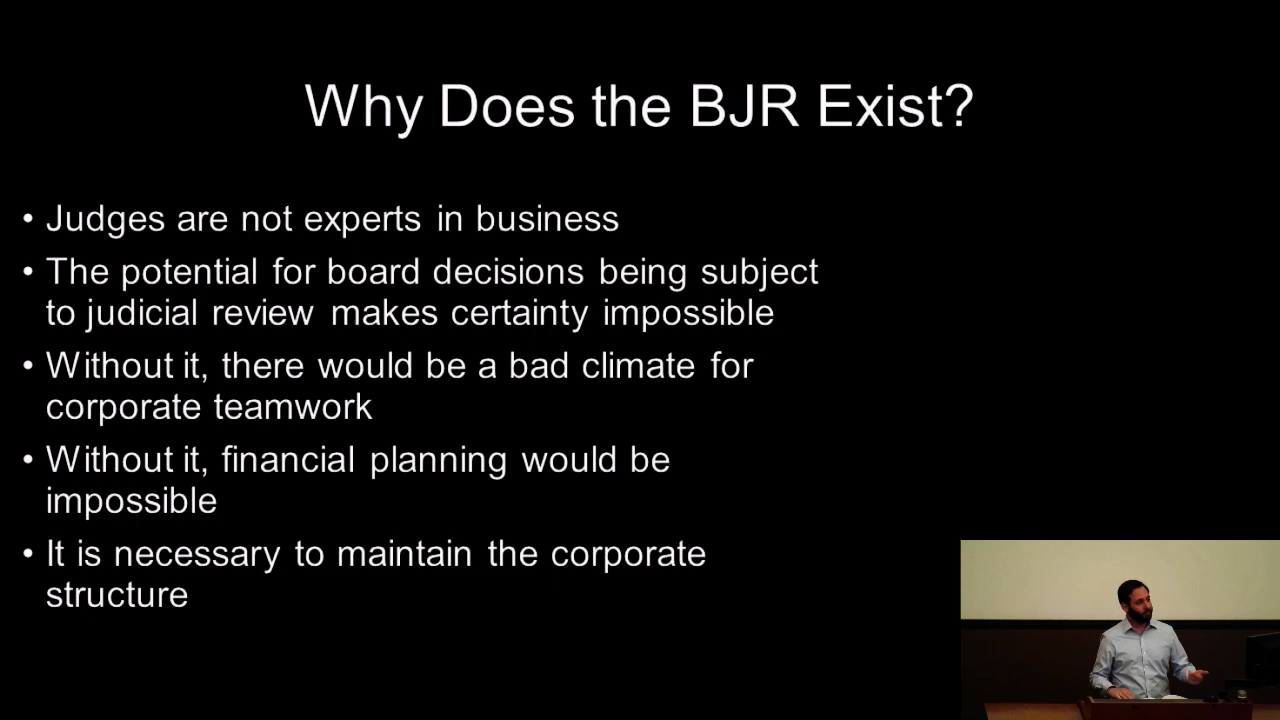 Why Does the BJR Exist?
• Judges are not experts in business
• The potential for board decisions being subject
to judicial review makes certainty impossible
• Without it, there would be a bad climate for
corporate teamwork
• Without it, financial planning would be
impossible
• It is necessary to maintain the corporate
structure